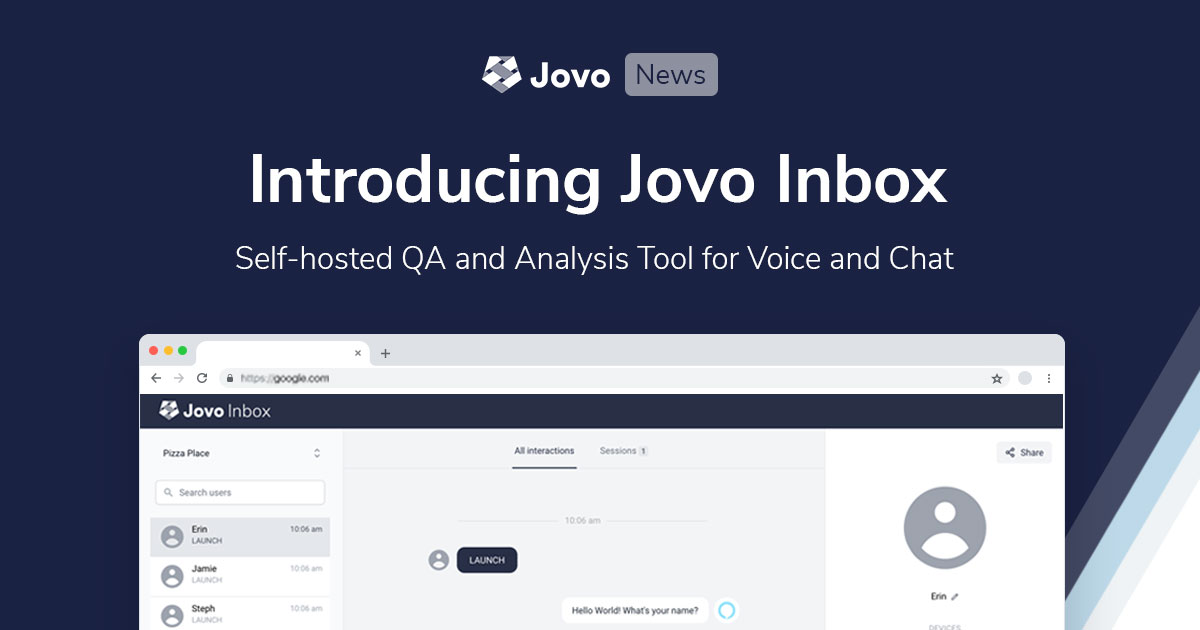 Jovo News
Introducing Jovo Inbox
Self-hosted QA and Analysis Tool for Voice and Chat
https://google.com
Jovo Inbox
Pizza Place
Search users
Erin 10:06 am
LAUNCH
Jamie 10:06 am
LAUNCH
Steph 10:06 am
LAUNCH
All interactions Sessions 1
10:06 am
LAUNCH
Hello World! What's your name?
Share
Erin
DEVICES